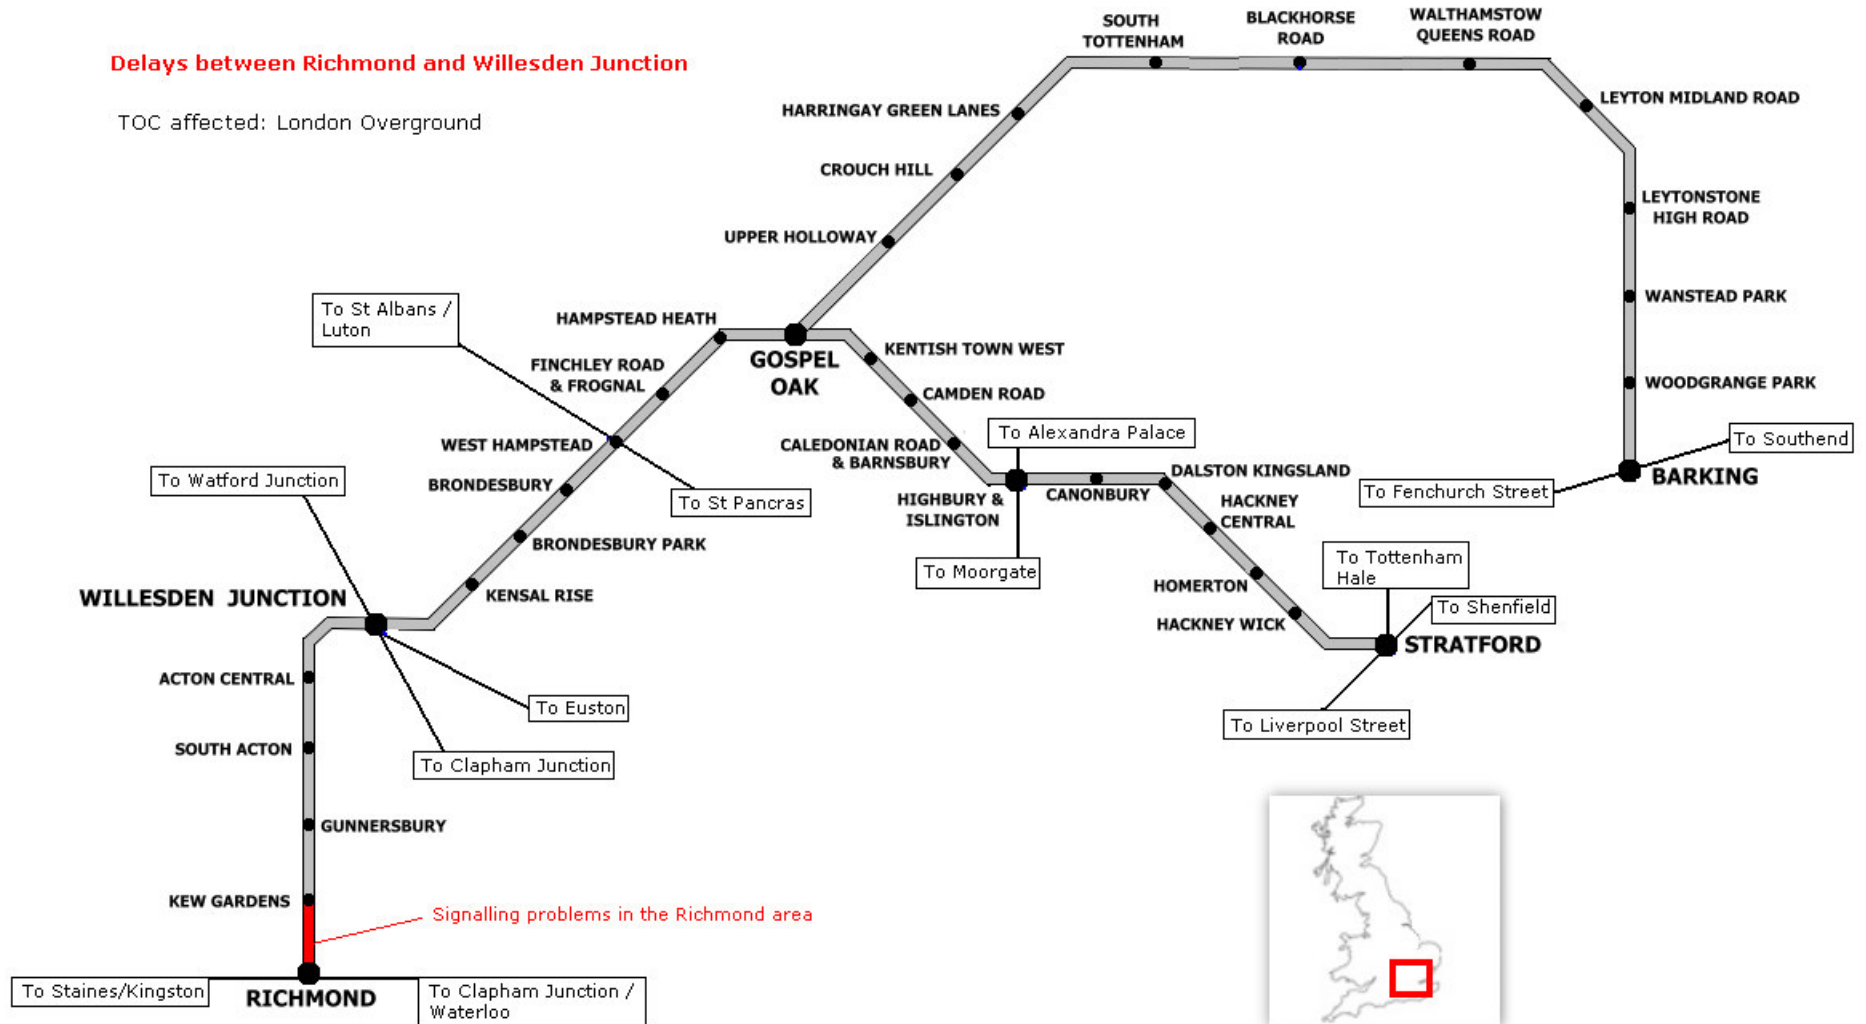 SOUTH
TOTTENHAM
BLACKHORSE
ROAD
WALTHAMSTOW
QUEENS ROAD
Delays between Richmond and Willesden Junction
TOC affected: London Overground
HARRINGAY GREEN LANES
LEYTON MIDLAND ROAD
CROUCH HILL
LEYTONSTONE
HIGH ROAD
UPPER HOLLOWAY
WANSTEAD PARK
To St Albans /
Luton
HAMPSTEAD HEATH
GOSPEL
OAK
KENTISH TOWN WEST
FINCHLEY ROAD
& FROGNAL
CAMDEN ROAD
WOODGRANGE PARK
WEST HAMPSTEAD
CALEDONIAN ROAD
& BARNSBURY
To Alexandra Palace
To Southend
BARKING
To Fenchurch Street
To Watford Junction
BRONDESBURY
To St Pancras
HIGHBURY &
ISLINGTON
CANONBURY
DALSTON KINGSLAND
HACKNEY
CENTRAL
BRONDESBURY PARK
To Moorgate
To Tottenham
Hale
HOMERTON
To Shenfield
WILLESDEN JUNCTION
KENSAL RISE
HACKNEY WICK
STRATFORD
ACTON CENTRAL
To Euston
To Liverpool Street
SOUTH ACTON
To Clapham Junction
GUNNERSBURY
KEW GARDENS
Signalling problems in the Richmond area
To Staines/Kingston
RICHMOND
To Clapham Junction /
Waterloo